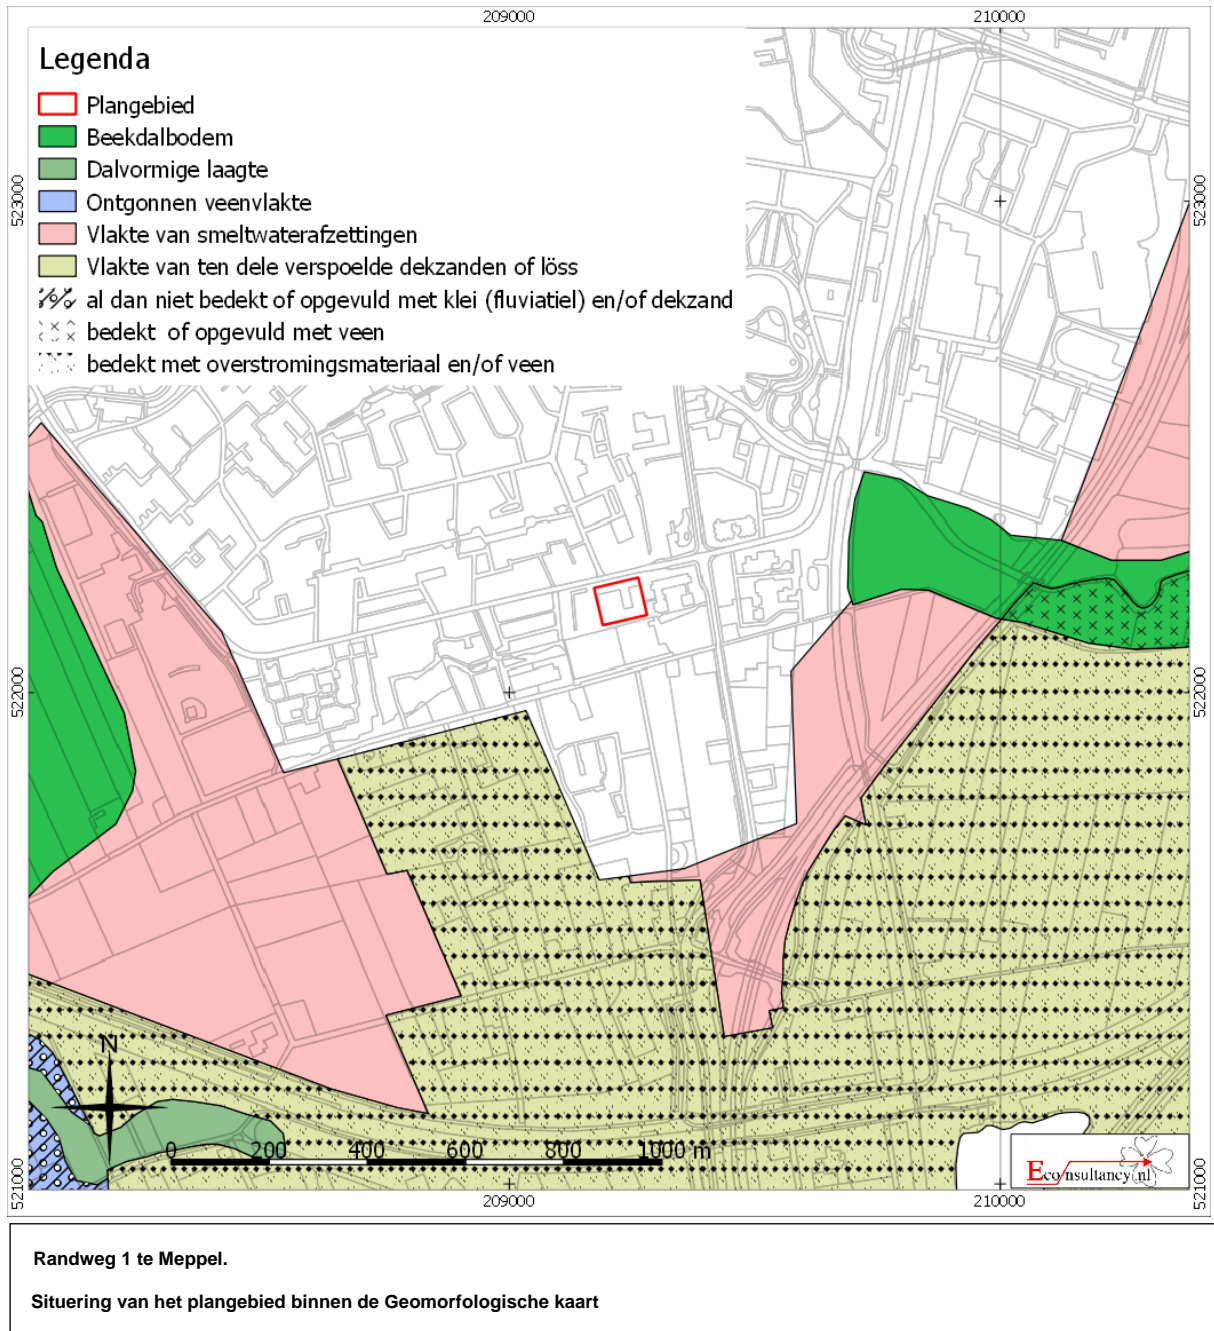 209000 210000
Legenda
Plangebied
Beekdalbodem
Dalvormige laagte
Ontgonnen veenvlakte
Vlakte van smeltwaterafzettingen
Vlakte van ten dele verspoelde dekzanden of löss
al dan niet bedekt of opgevuld met klei (fluviatiel) en/of dekzand
bedekt of opgevuld met veen
bedekt met overstromingsmateriaal en/of veen
523000 523000
522000 522000
N
0 200 400 600 800 1000 m
Econsultancy.nl
521000 521000
209000 210000
Randweg 1 te Meppel.
Situering van het plangebied binnen de Geomorfologische kaart